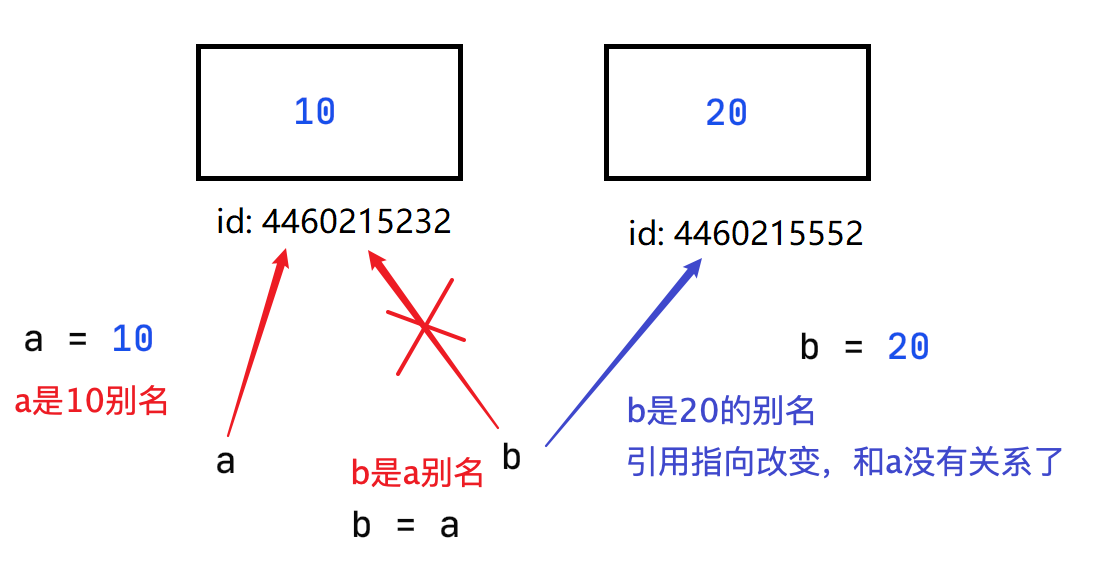 10
20
id: 4460215232
id: 4460215552
a = 10
b = 20
a是10别名
b是20的别名
引用指向改变，和a没有关系了
a
b是a别名
b
b = a